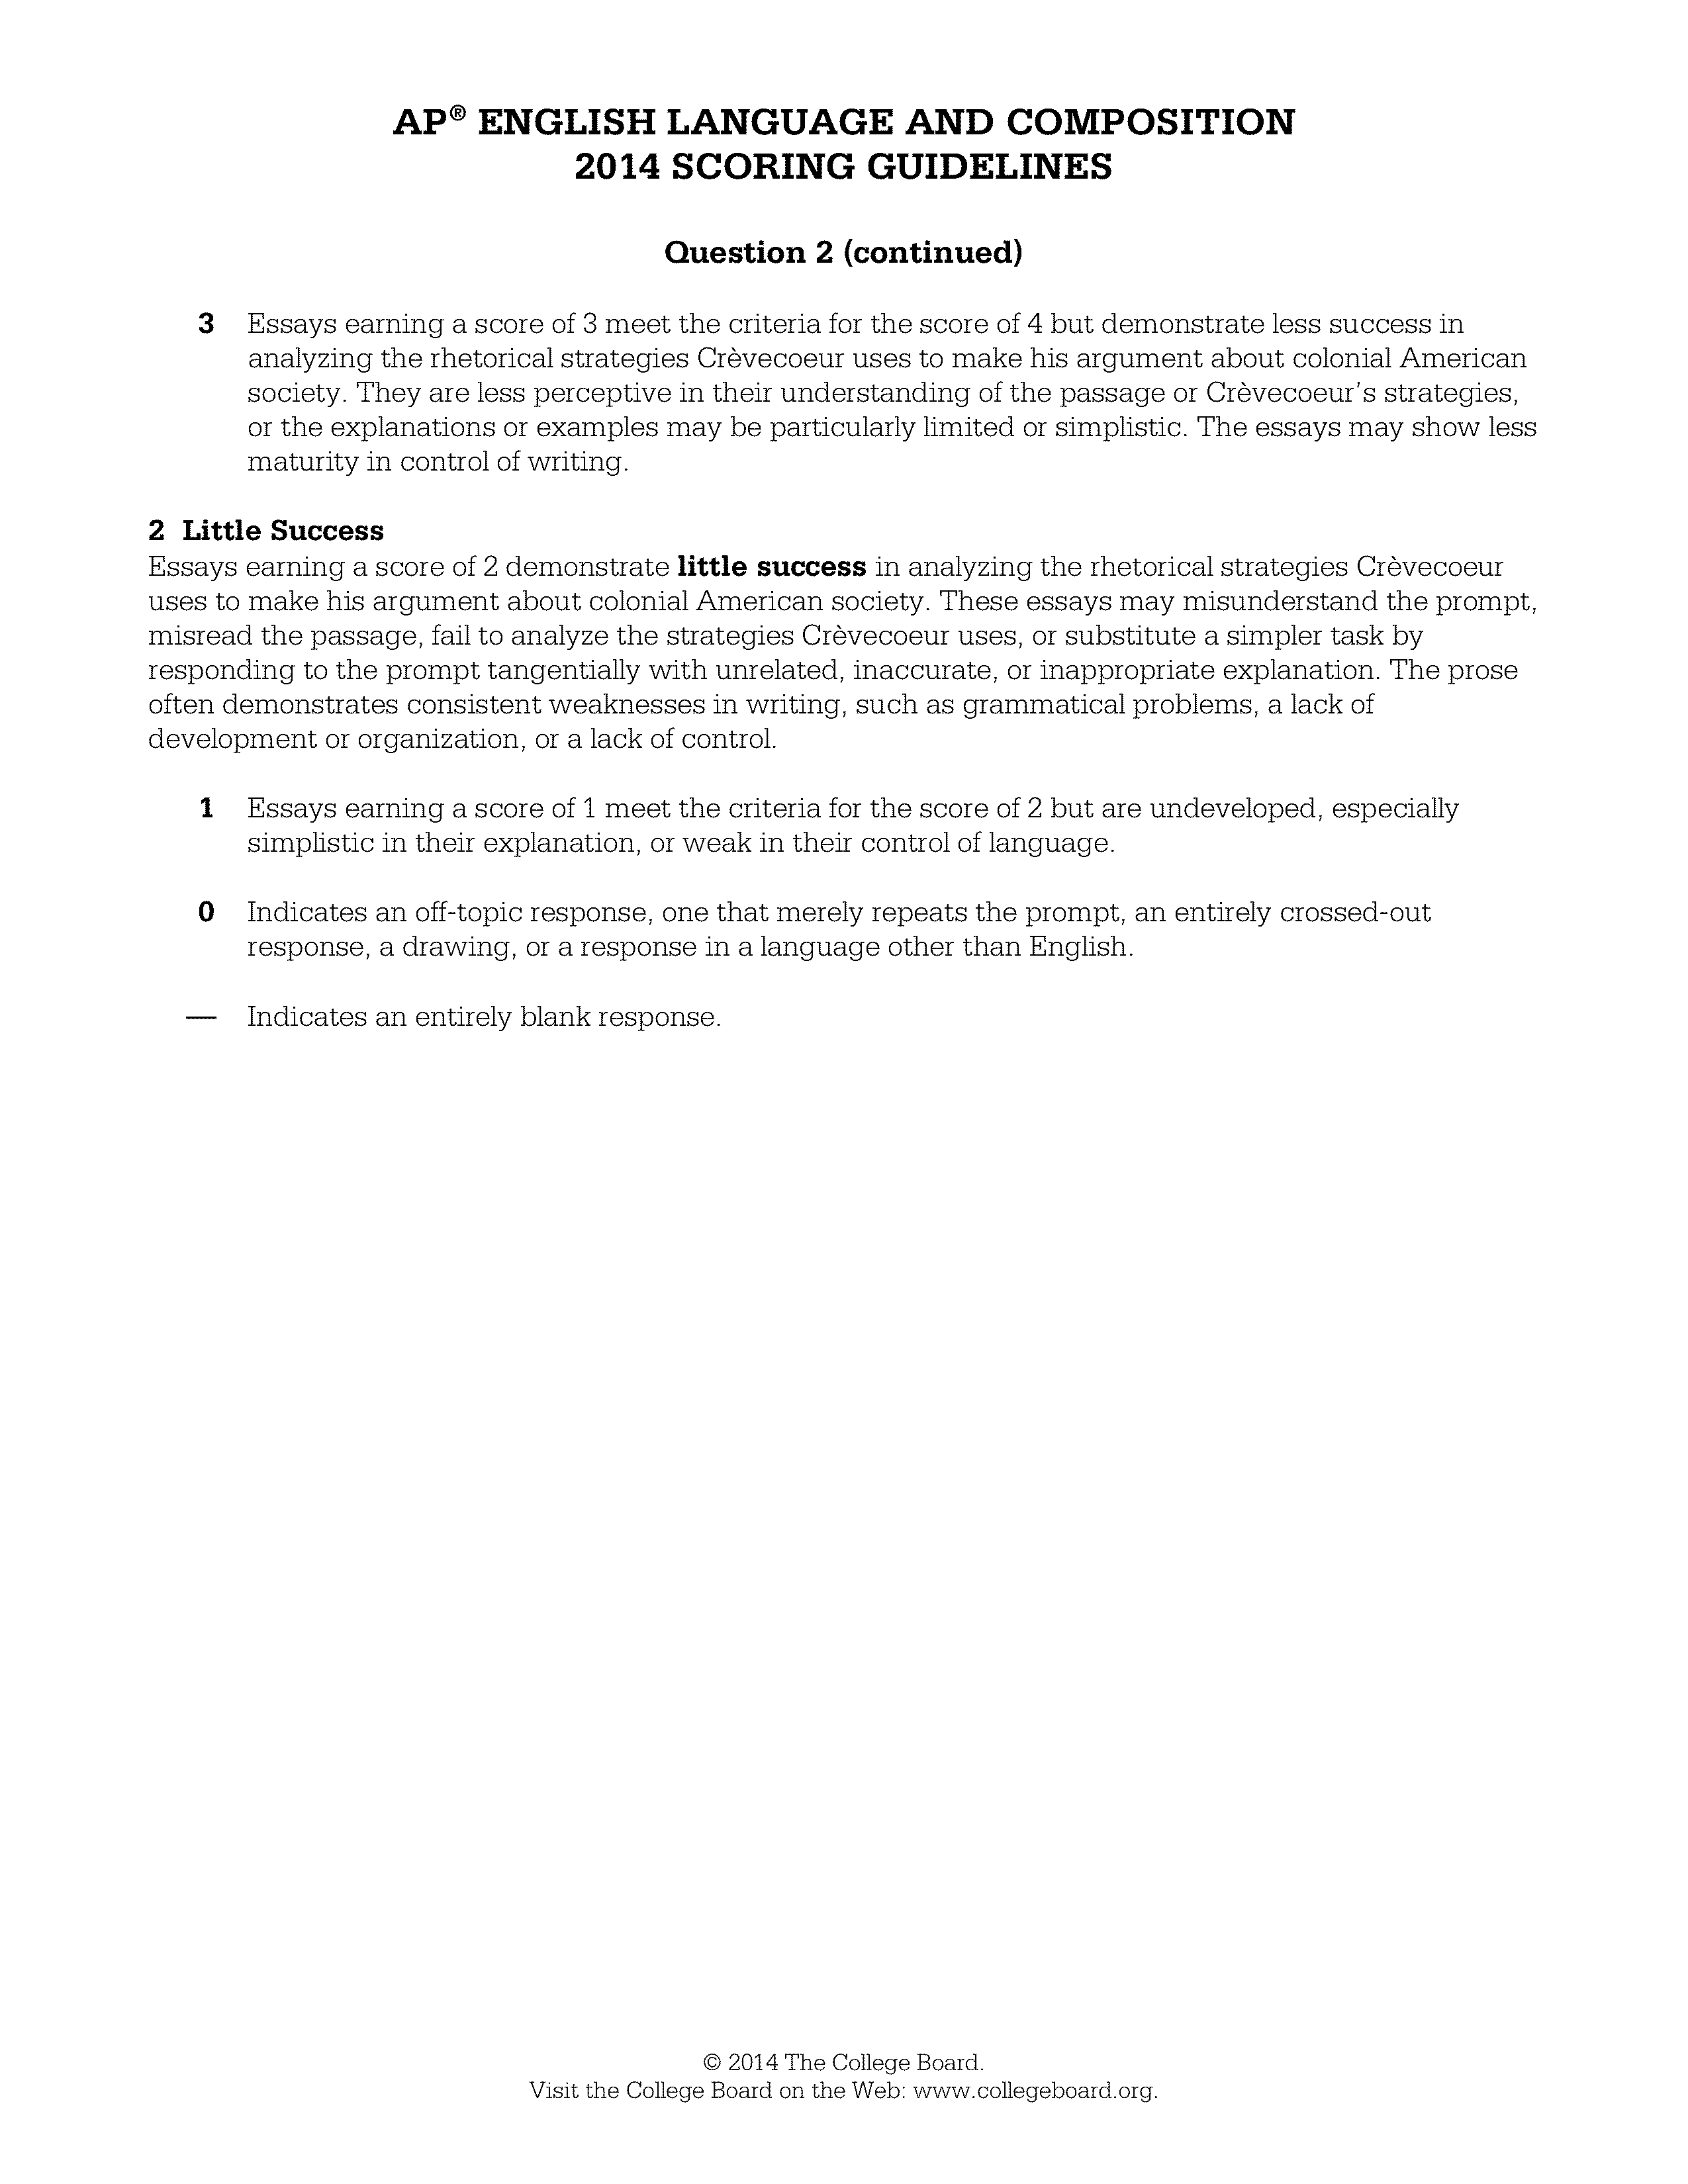 AP® ENGLISH LANGUAGE AND COMPOSITION
2014 SCORING GUIDELINES
Question 2 (continued)
3 Essays earning a score of 3 meet the criteria for the score of 4 but demonstrate less success in
analyzing the rhetorical strategies Crèvecoeur uses to make his argument about colonial American
society. They are less perceptive in their understanding of the passage or Crèvecoeur's strategies,
or the explanations or examples may be particularly limited or simplistic. The essays may show less
maturity in control of writing.
2 Little Success
Essays earning a score of 2 demonstrate little success in analyzing the rhetorical strategies Crèvecoeur
uses to make his argument about colonial American society. These essays may misunderstand the prompt,
misread the passage, fail to analyze the strategies Crèvecoeur uses, or substitute a simpler task by
responding to the prompt tangentially with unrelated, inaccurate, or inappropriate explanation. The prose
often demonstrates consistent weaknesses in writing, such as grammatical problems, a lack of
development or organization, or a lack of control.
1 Essays earning a score of 1 meet the criteria for the score of 2 but are undeveloped, especially
simplistic in their explanation, or weak in their control of language.
0 Indicates an off-topic response, one that merely repeats the prompt, an entirely crossed-out
response, a drawing, or a response in a language other than English.
— Indicates an entirely blank response.
© 2014 The College Board.
Visit the College Board on the Web: www.collegeboard.org.